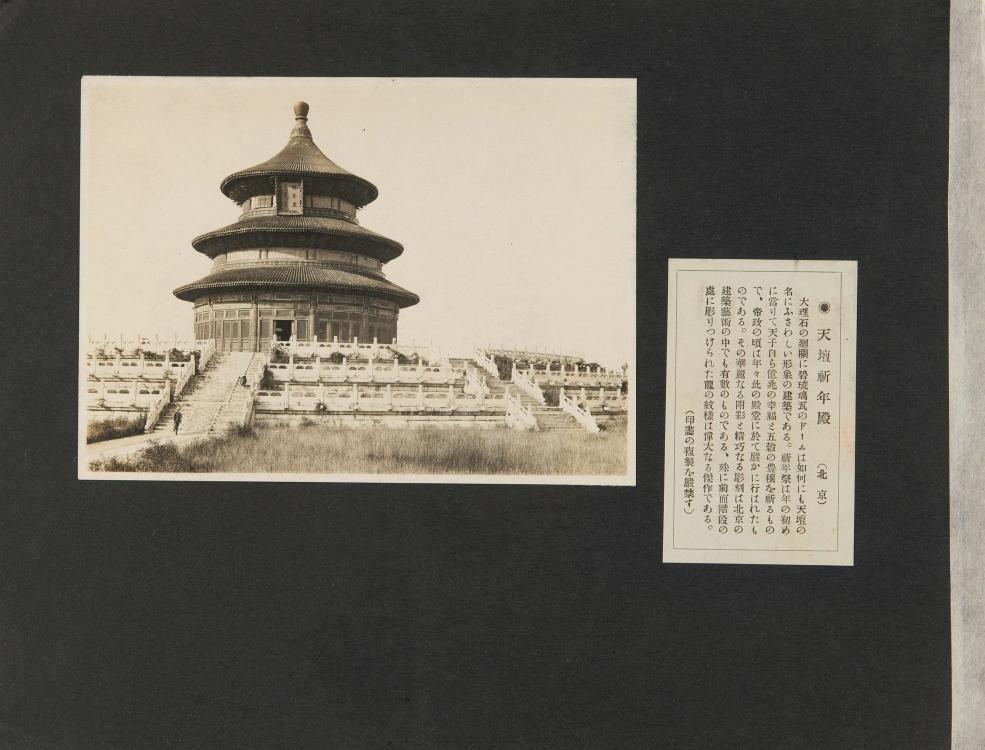 ◉ 天壇祈年殿 (北京)
大理石の廻欄に碧琉璃瓦のドームは如何にも天壇の
名にふさわしい形象の建築である。祈年祭は年の初め
に當りて天子自ら億兆の幸福と五穀の豊穣を祈るもの
で、帝政の頃は年々此の殿堂に於て嚴かに行はれたも
のである。その華麗なる丹彩と精巧なる彫刻は北京の
建築藝術の中でも有數のものである、殊に前面階段の
處に彫りつけられた龍の紋樣は偉大なる傑作である。
(印畫の複製を嚴禁す)